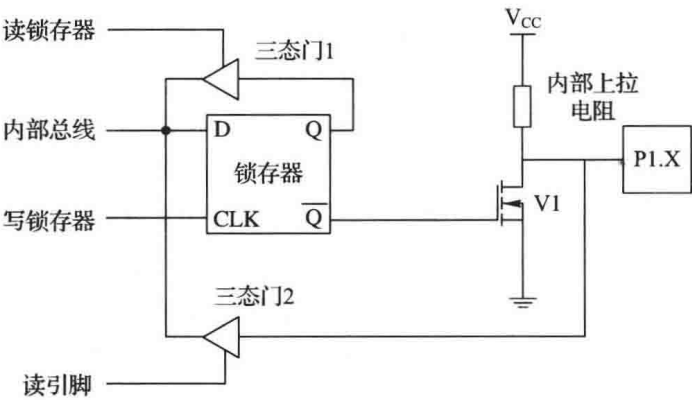 读锁存器
三态门1
V_CC
内部上拉
电阻
内部总线
D
Q
P1.X
锁存器
写锁存器
CLK
Q̅
V1
三态门2
读引脚